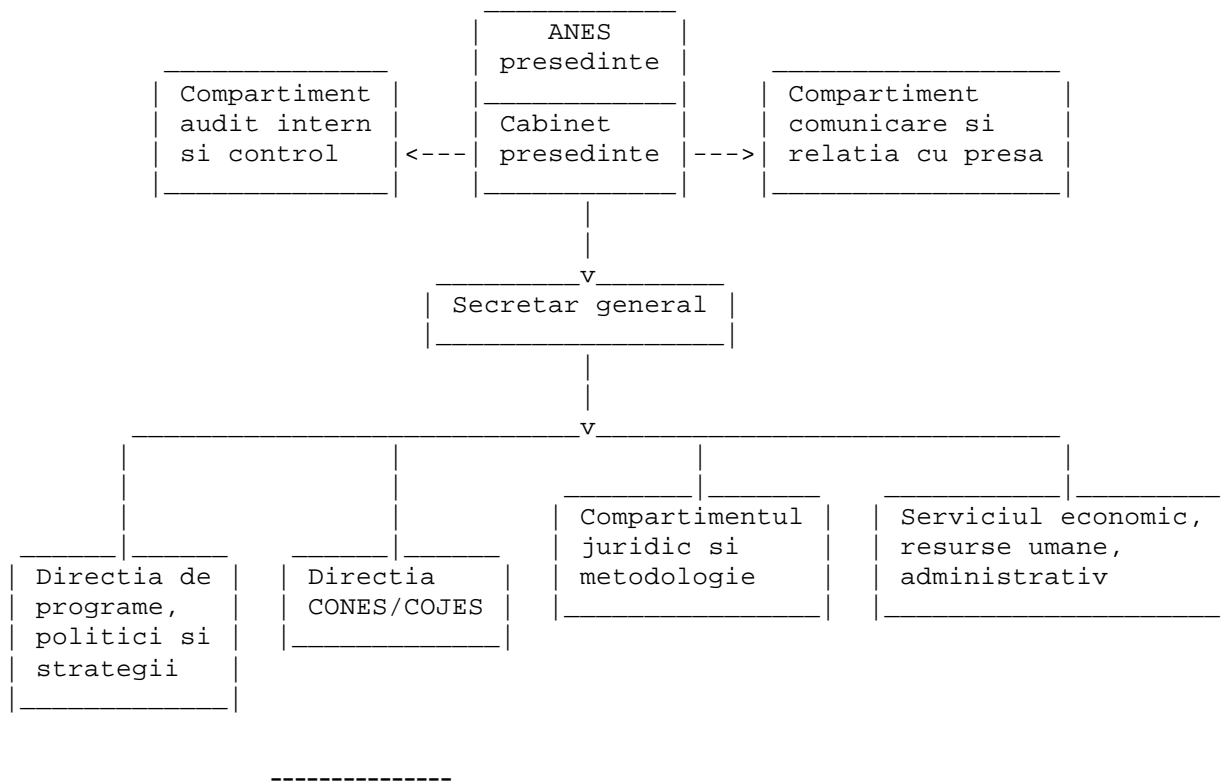 ANES
presedinte
Compartiment
audit intern
si control
Cabinet
presedinte
Compartiment
comunicare si
relatia cu presa
Secretar general
Directia de
programe,
politici si
strategii
Directia
CONES/COJES
Compartimentul
juridic si
metodologie
Serviciul economic,
resurse umane,
administrativ